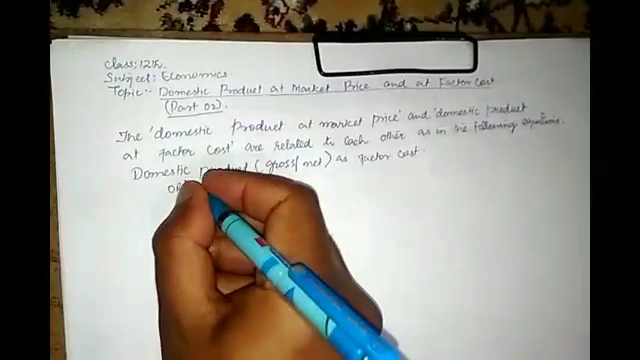 Class: 12th.
Subject: Economics.
Topic:- Domestic Product at Market Price and at Factor Cost
(Part 02).
The 'domestic Product at market price' and 'domestic product
at factor cost' are related to each other as in the following equations.
Domestic product (gross/net) as factor cost.